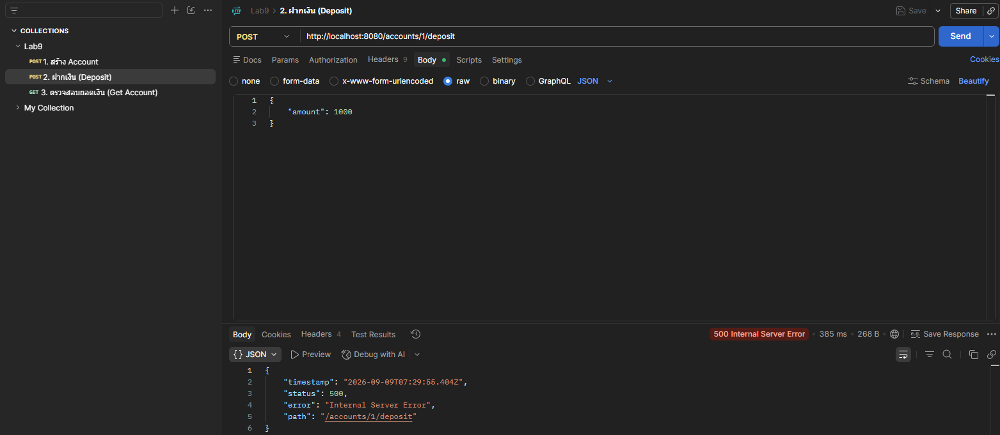 Lab9 > 2. ฝากเงิน (Deposit)
Save
Share
COLLECTIONS
Lab9
POST 1. สร้าง Account
POST 2. ฝากเงิน (Deposit)
GET 3. ตรวจสอบยอดเงิน (Get Account)
My Collection
HTTP
POST http://localhost:8080/accounts/1/deposit Send
Docs Params Authorization Headers 9 Body Scripts Settings Cookies
none form-data x-www-form-urlencoded raw binary GraphQL JSON Schema Beautify
1 {
2 "amount": 1000
3 }
Body Cookies Headers 4 Test Results 500 Internal Server Error • 385 ms • 268 B • e.g. Save Response
{} JSON Preview Debug with AI
1 {
2 "timestamp": "2026-09-09T07:29:55.404Z",
3 "status": 500,
4 "error": "Internal Server Error",
5 "path": "/accounts/1/deposit"
6 }